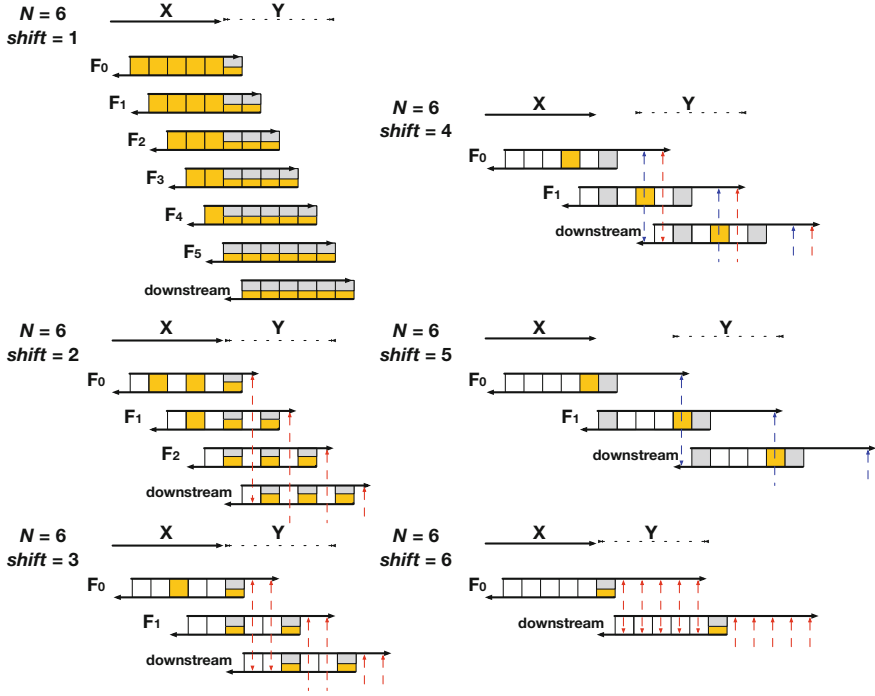 N = 6
shift = 1
X
Y
F0
F1
F2
F3
F4
F5
downstream
N = 6
shift = 2
X
Y
F0
F1
F2
downstream
N = 6
shift = 3
X
Y
F0
F1
downstream
N = 6
shift = 4
X
Y
F0
F1
downstream
N = 6
shift = 5
X
Y
F0
F1
downstream
N = 6
shift = 6
X
Y
F0
downstream